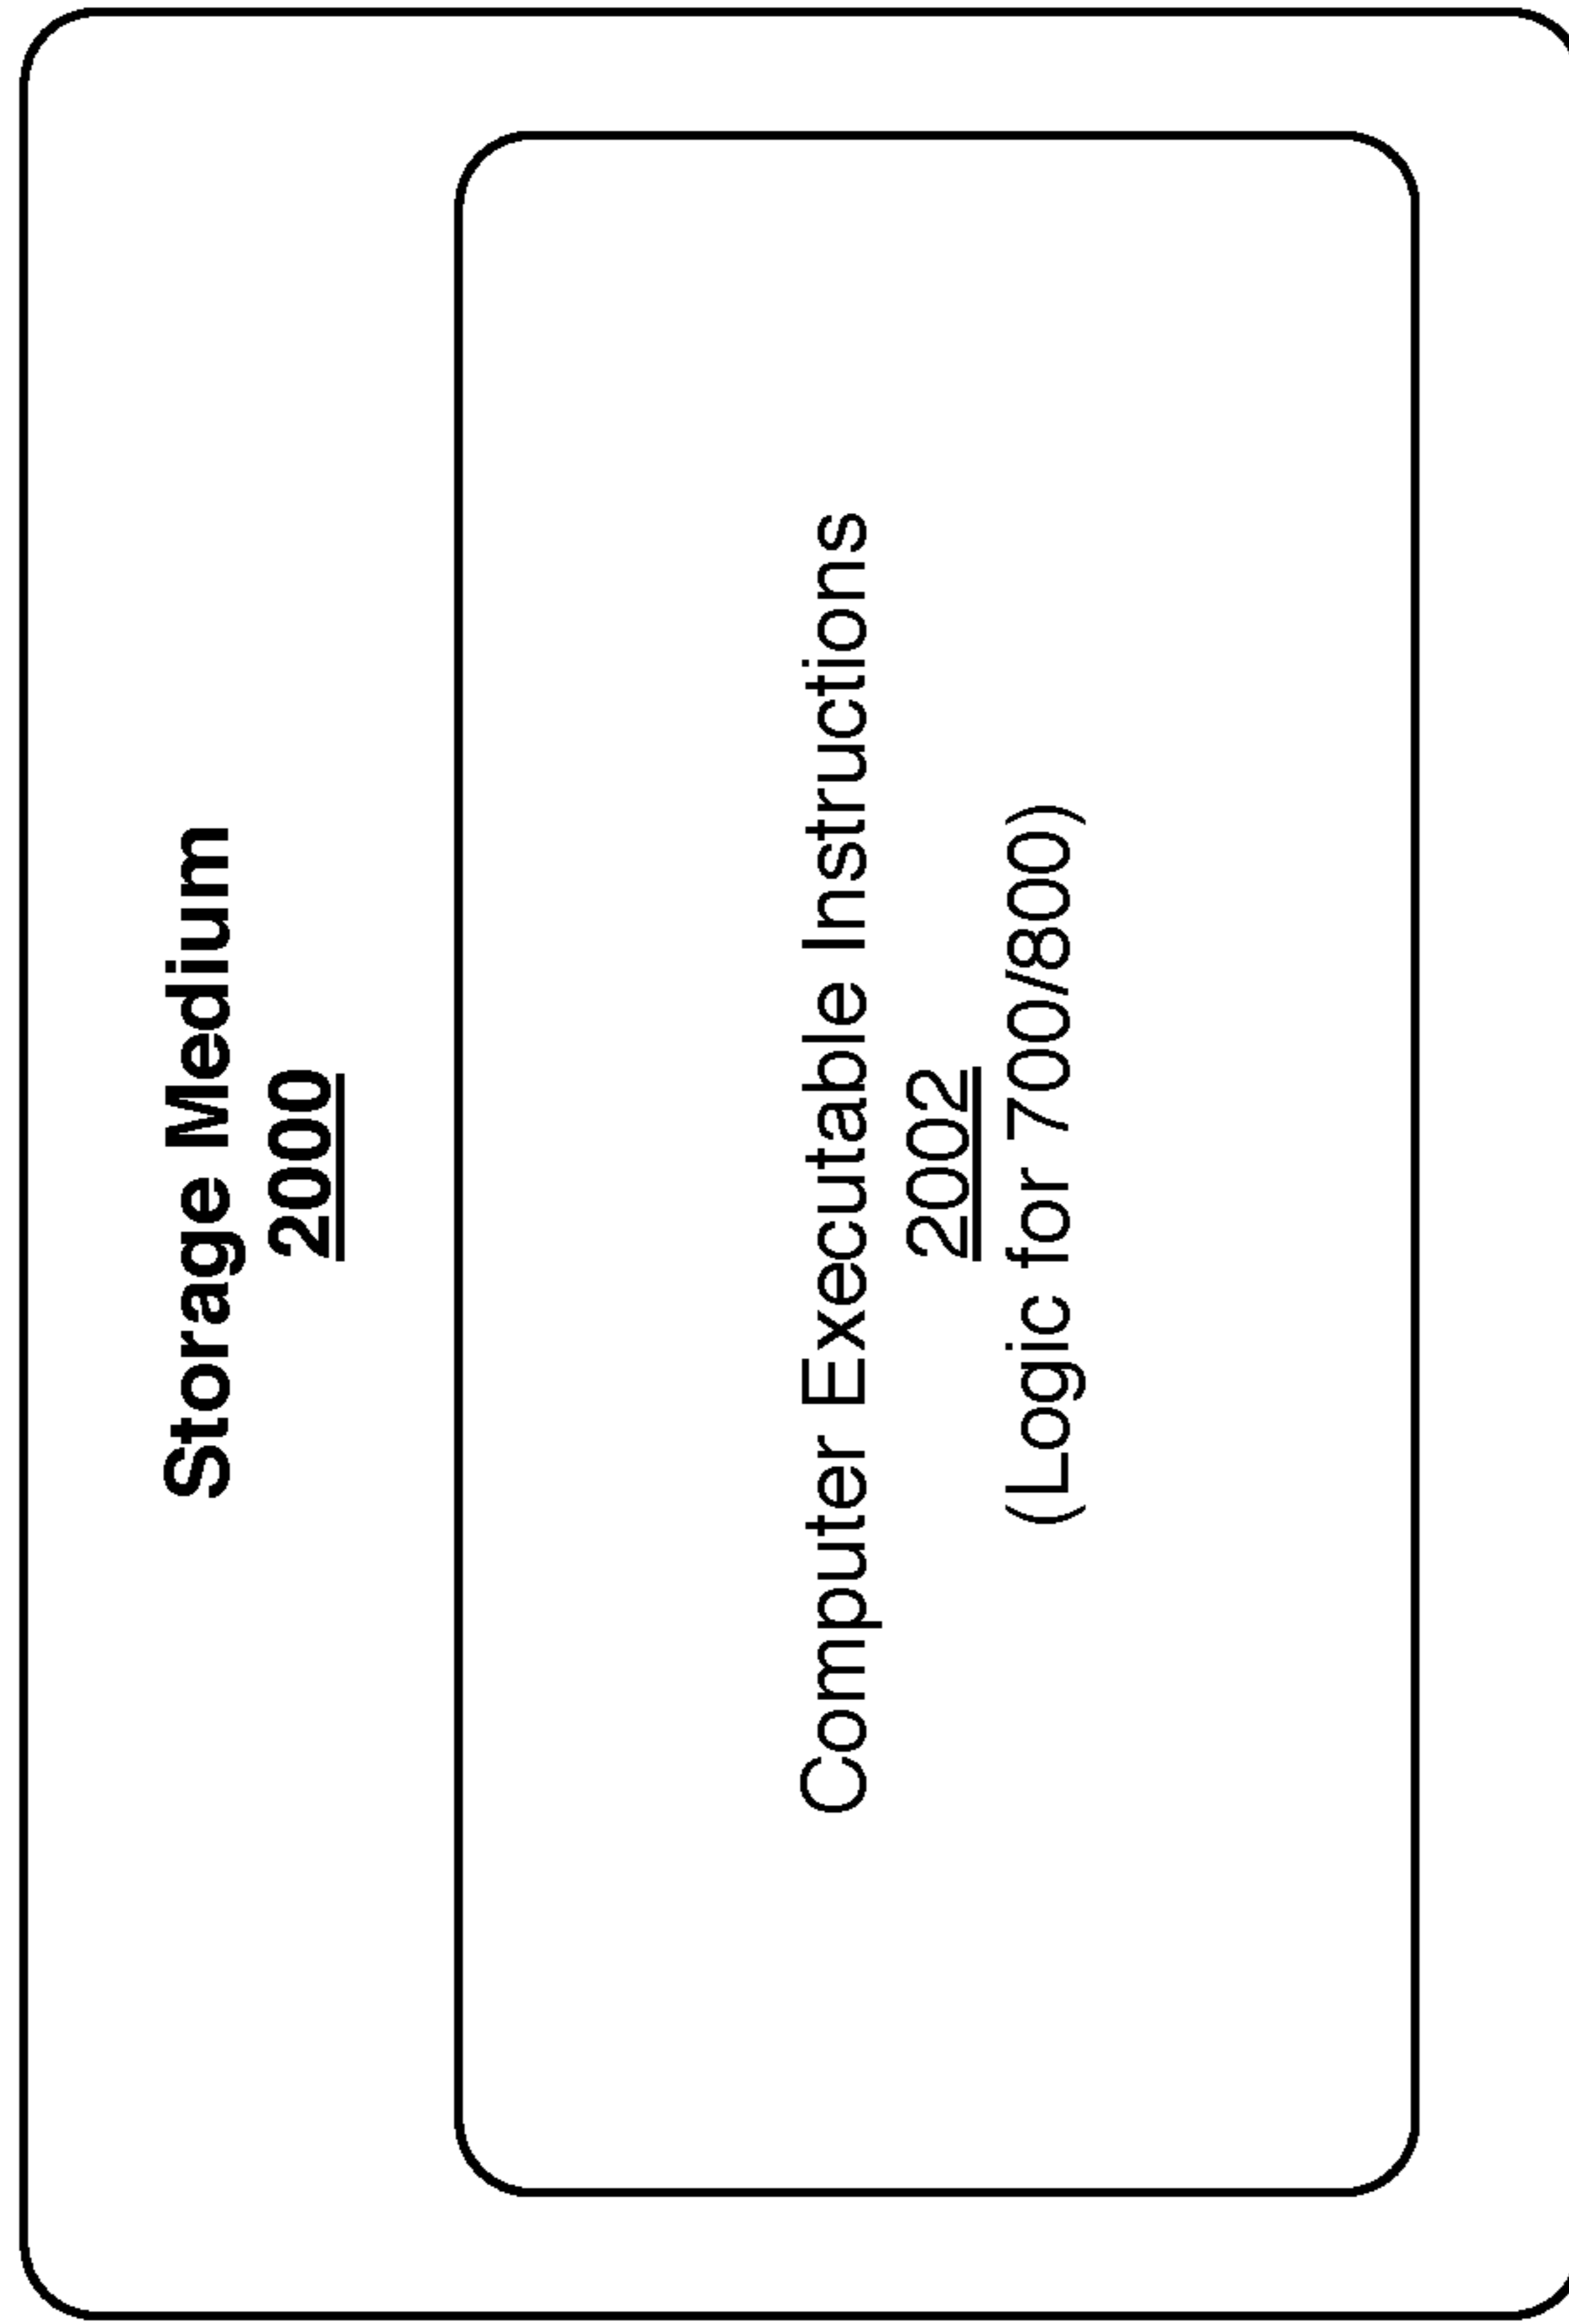 Storage Medium
2000
Computer Executable Instructions
2002
(Logic for 700/800)